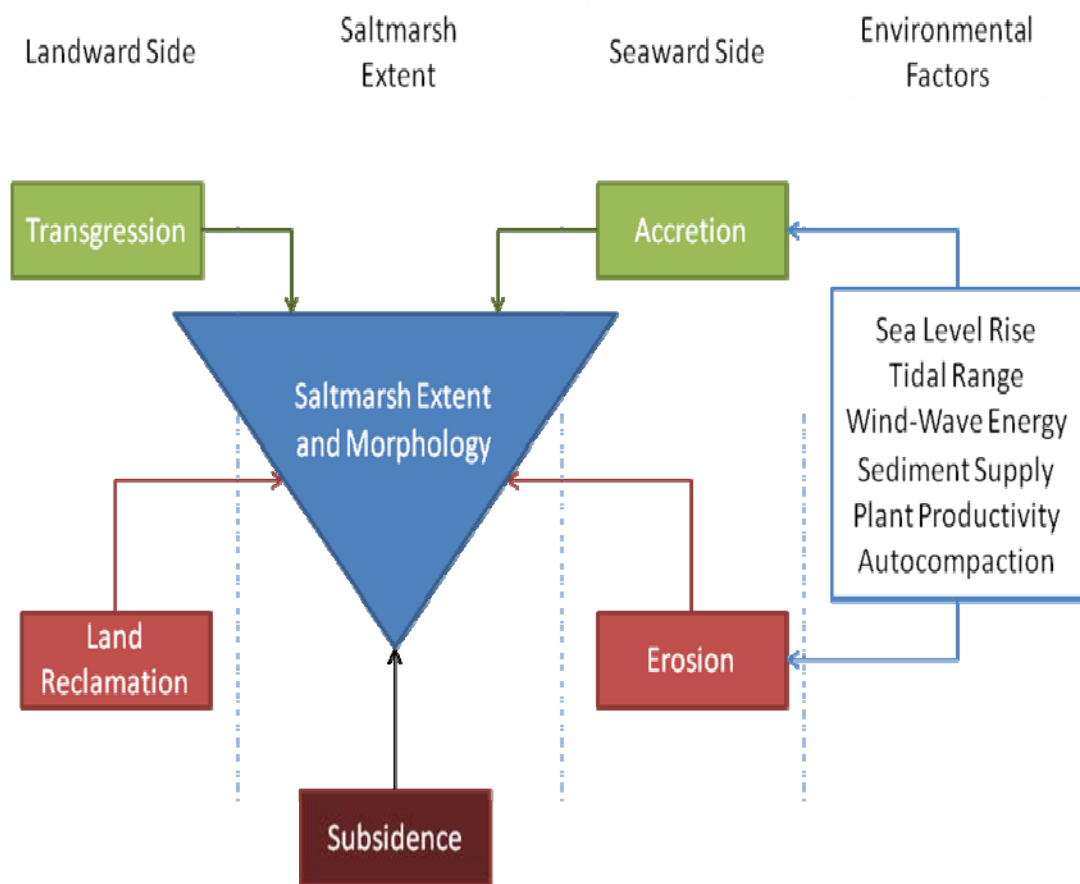 Landward Side
Saltmarsh
Extent
Seaward Side
Environmental
Factors
Transgression
Accretion
Saltmarsh Extent
and Morphology
Sea Level Rise
Tidal Range
Wind-Wave Energy
Sediment Supply
Plant Productivity
Autocompaction
Land
Reclamation
Erosion
Subsidence